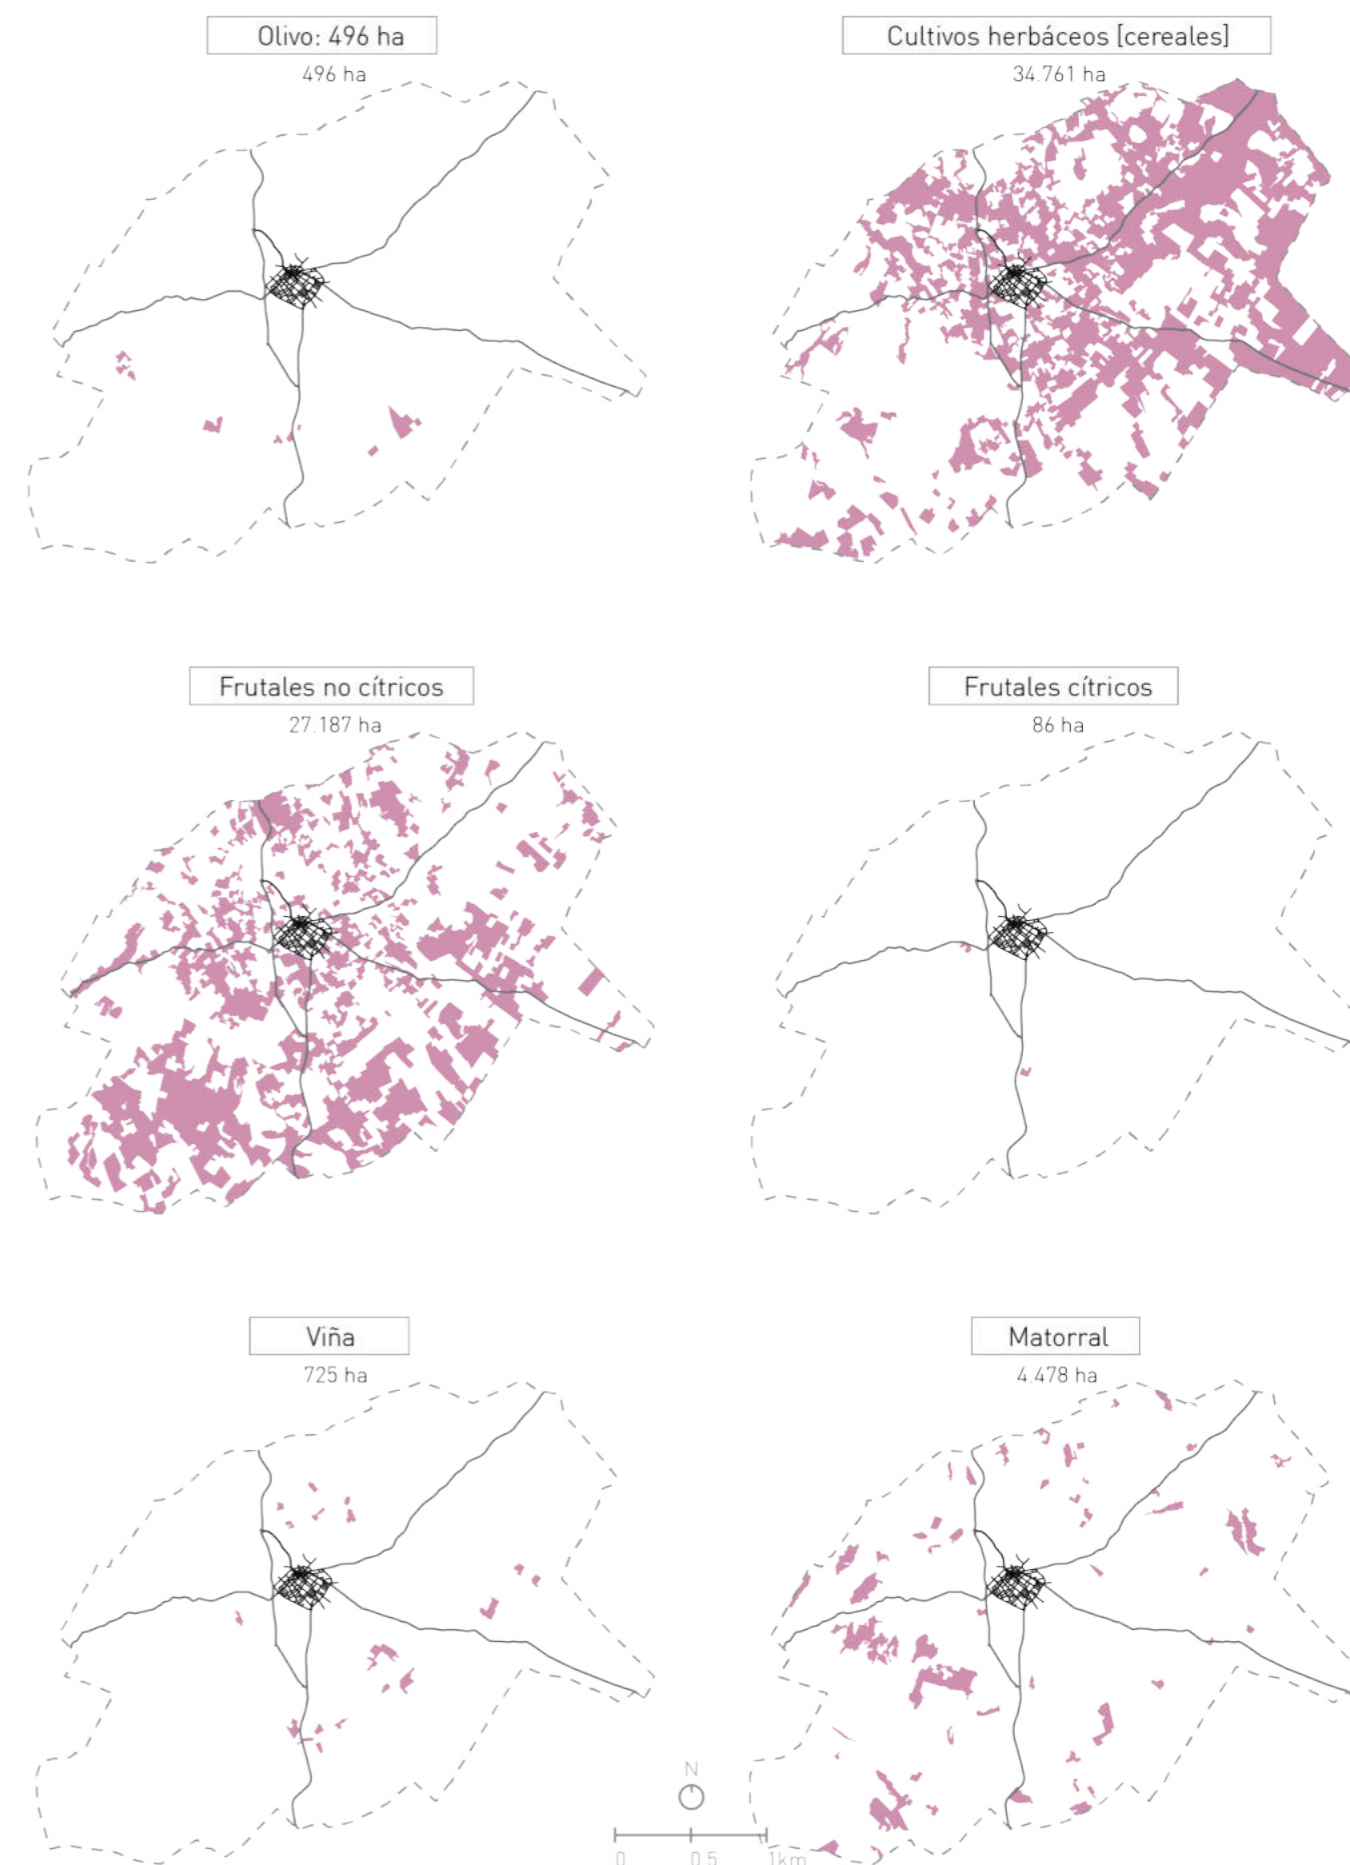 Olivo: 496 ha
496 ha
Cultivos herbáceos [cereales]
34.761 ha
Frutales no cítricos
27.187 ha
Frutales cítricos
86 ha
Viña
725 ha
Matorral
4.478 ha
N
0 0.5 1km